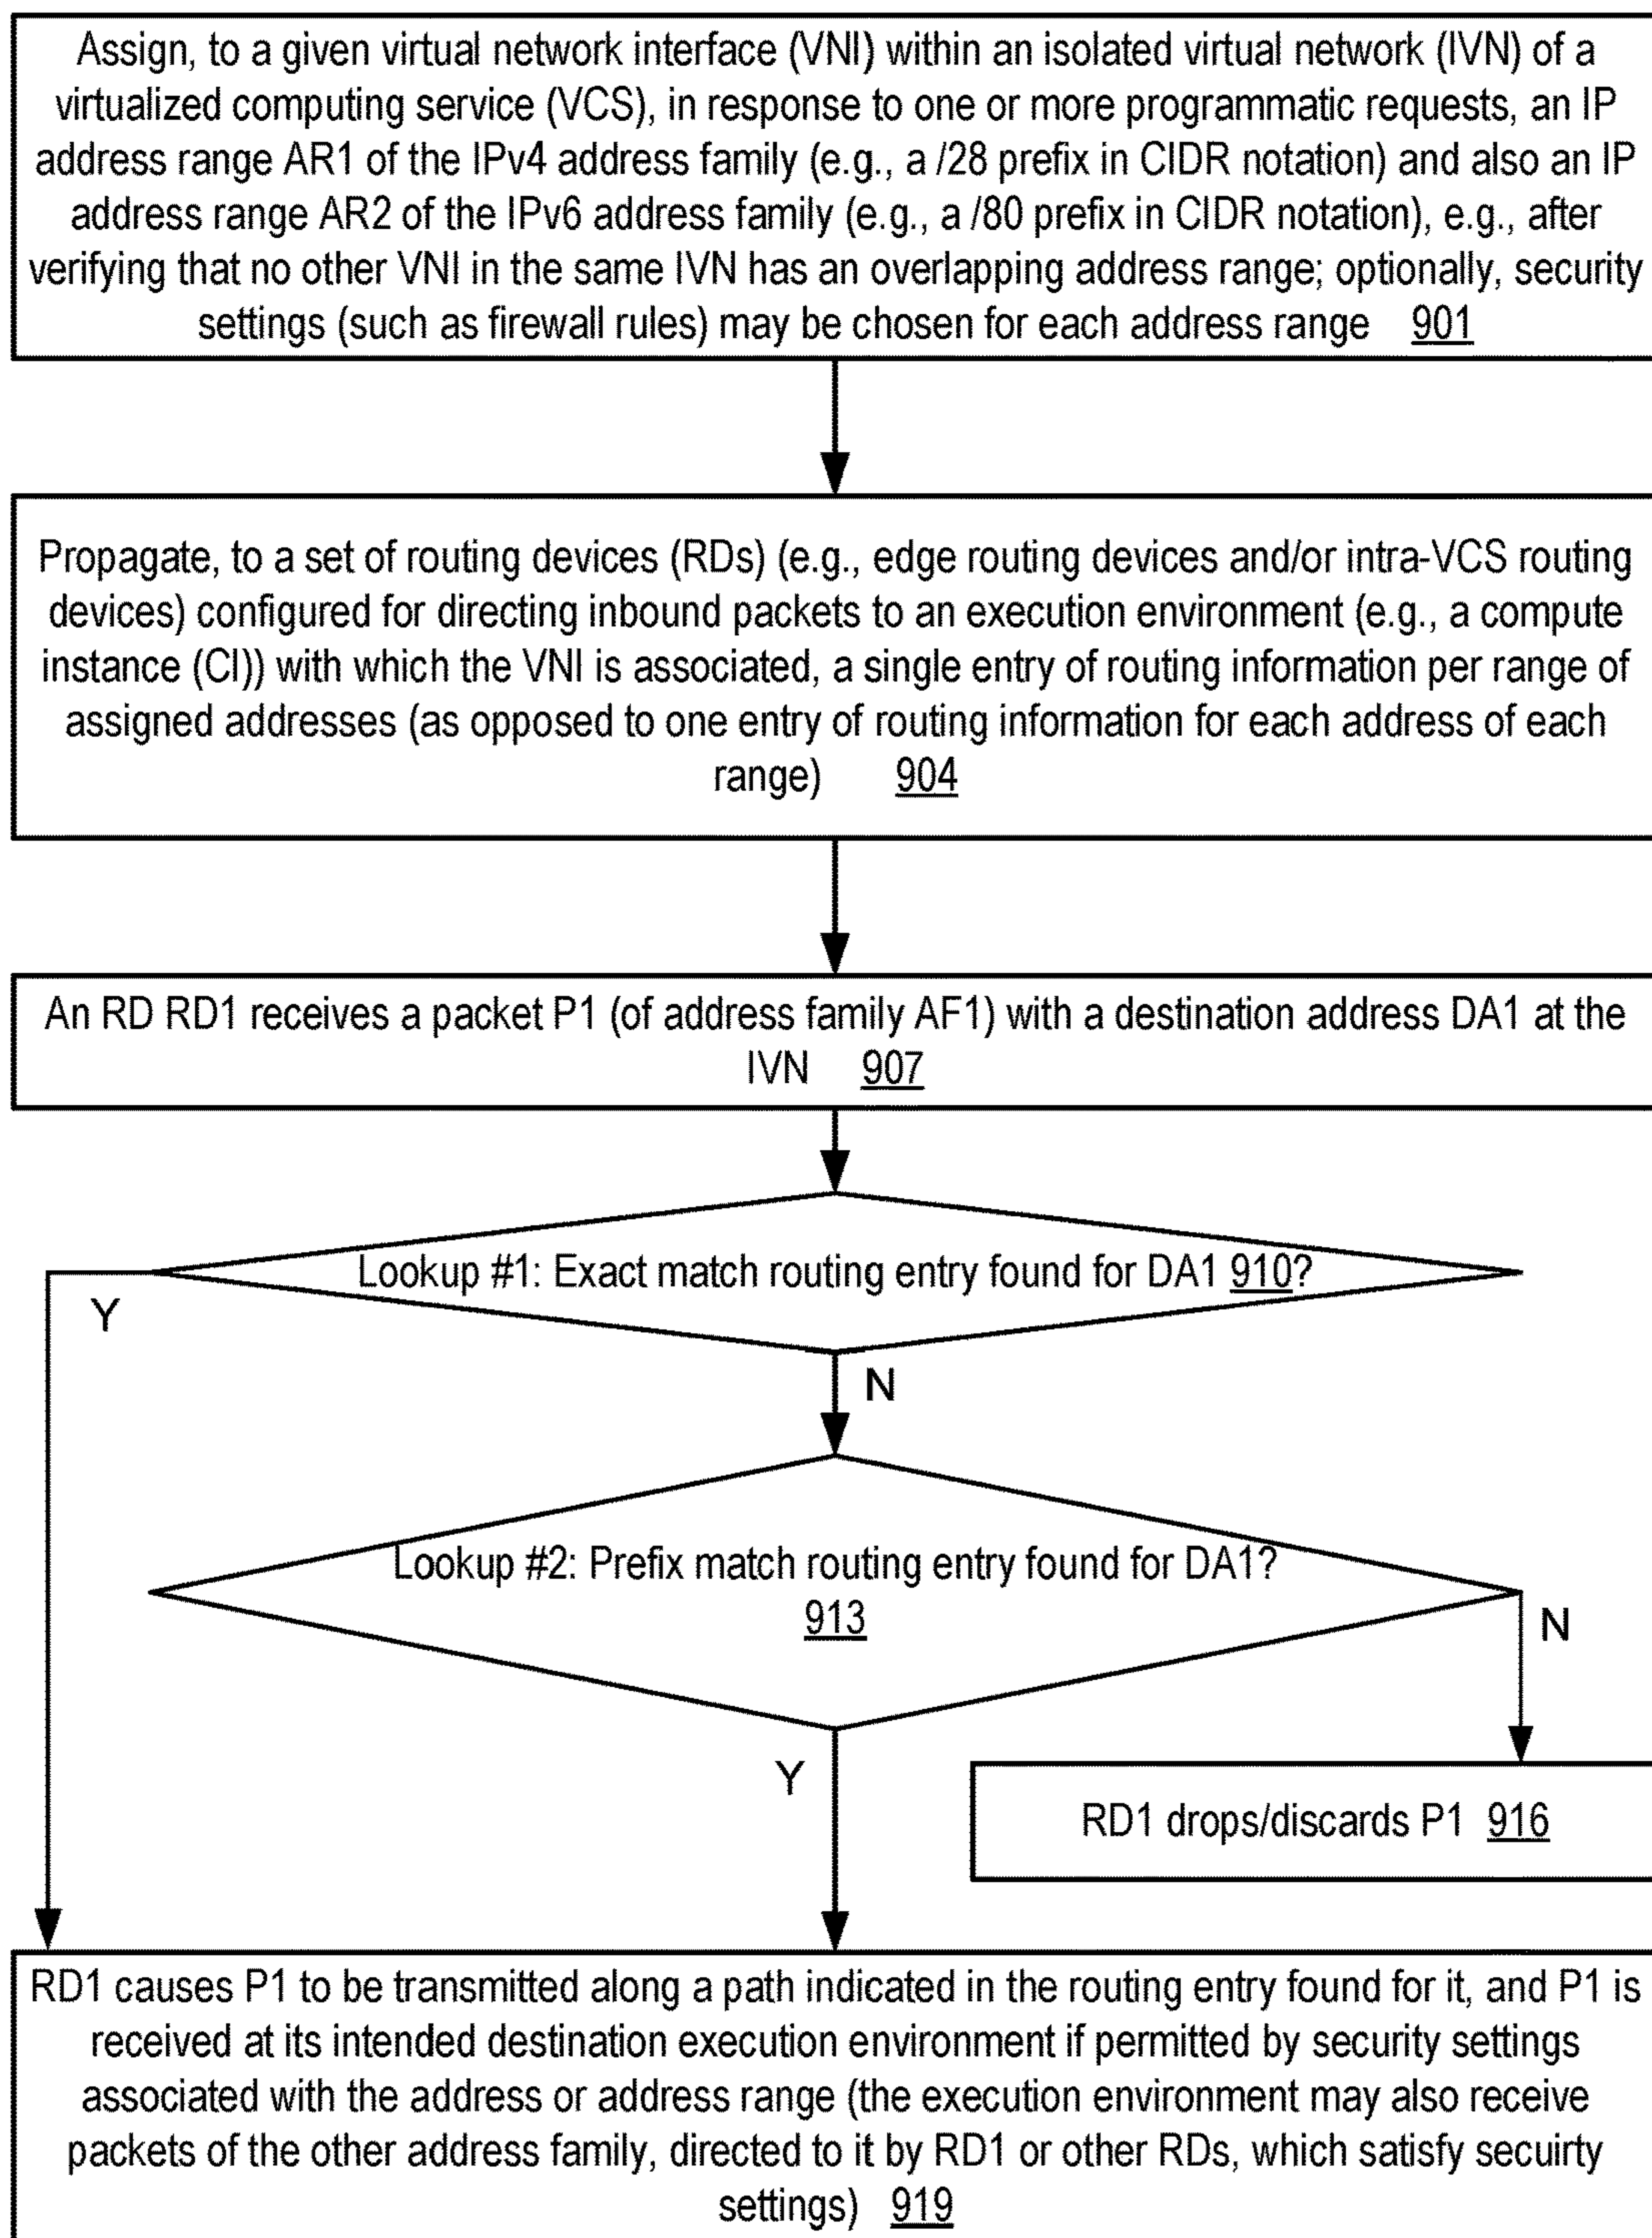 Assign, to a given virtual network interface (VNI) within an isolated virtual network (IVN) of a
virtualized computing service (VCS), in response to one or more programmatic requests, an IP
address range AR1 of the IPv4 address family (e.g., a /28 prefix in CIDR notation) and also an IP
address range AR2 of the IPv6 address family (e.g., a /80 prefix in CIDR notation), e.g., after
verifying that no other VNI in the same IVN has an overlapping address range; optionally, security
settings (such as firewall rules) may be chosen for each address range 901
Propagate, to a set of routing devices (RDs) (e.g., edge routing devices and/or intra-VCS routing
devices) configured for directing inbound packets to an execution environment (e.g., a compute
instance (CI)) with which the VNI is associated, a single entry of routing information per range of
assigned addresses (as opposed to one entry of routing information for each address of each
range) 904
An RD RD1 receives a packet P1 (of address family AF1) with a destination address DA1 at the
IVN 907
Lookup #1: Exact match routing entry found for DA1 910?
Y
N
Lookup #2: Prefix match routing entry found for DA1?
913
N
Y
RD1 drops/discards P1 916
RD1 causes P1 to be transmitted along a path indicated in the routing entry found for it, and P1 is
received at its intended destination execution environment if permitted by security settings
associated with the address or address range (the execution environment may also receive
packets of the other address family, directed to it by RD1 or other RDs, which satisfy secuirty
settings) 919